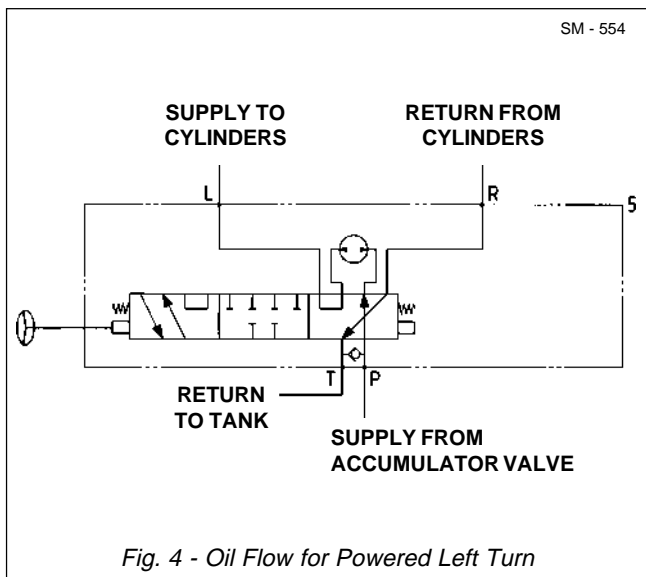 SM - 554
SUPPLY TO
CYLINDERS
RETURN FROM
CYLINDERS
L
R
S
T
P
RETURN
TO TANK
SUPPLY FROM
ACCUMULATOR VALVE
Fig. 4 - Oil Flow for Powered Left Turn